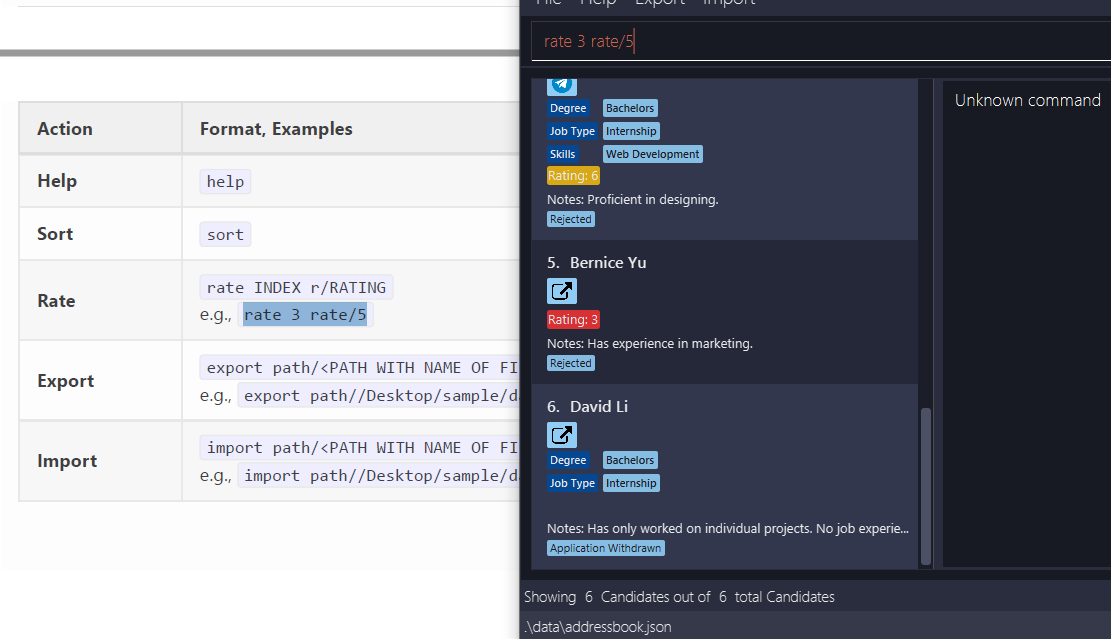 Action Format, Examples
Help help
Sort sort
Rate rate INDEX r/RATING
e.g., rate 3 rate/5
Export export path/<PATH WITH NAME OF FI
e.g., export path//Desktop/sample/d
Import import path/<PATH WITH NAME OF FI
e.g., import path//Desktop/sample/d
File Help Export Import
rate 3 rate/5
Degree Bachelors
Job Type Internship
Skills Web Development
Rating: 6
Notes: Proficient in designing.
Rejected
5. Bernice Yu
Rating: 3
Notes: Has experience in marketing.
Rejected
6. David Li
Degree Bachelors
Job Type Internship
Notes: Has only worked on individual projects. No job experie...
Application Withdrawn
Unknown command
Showing 6 Candidates out of 6 total Candidates
.\data\addressbook.json